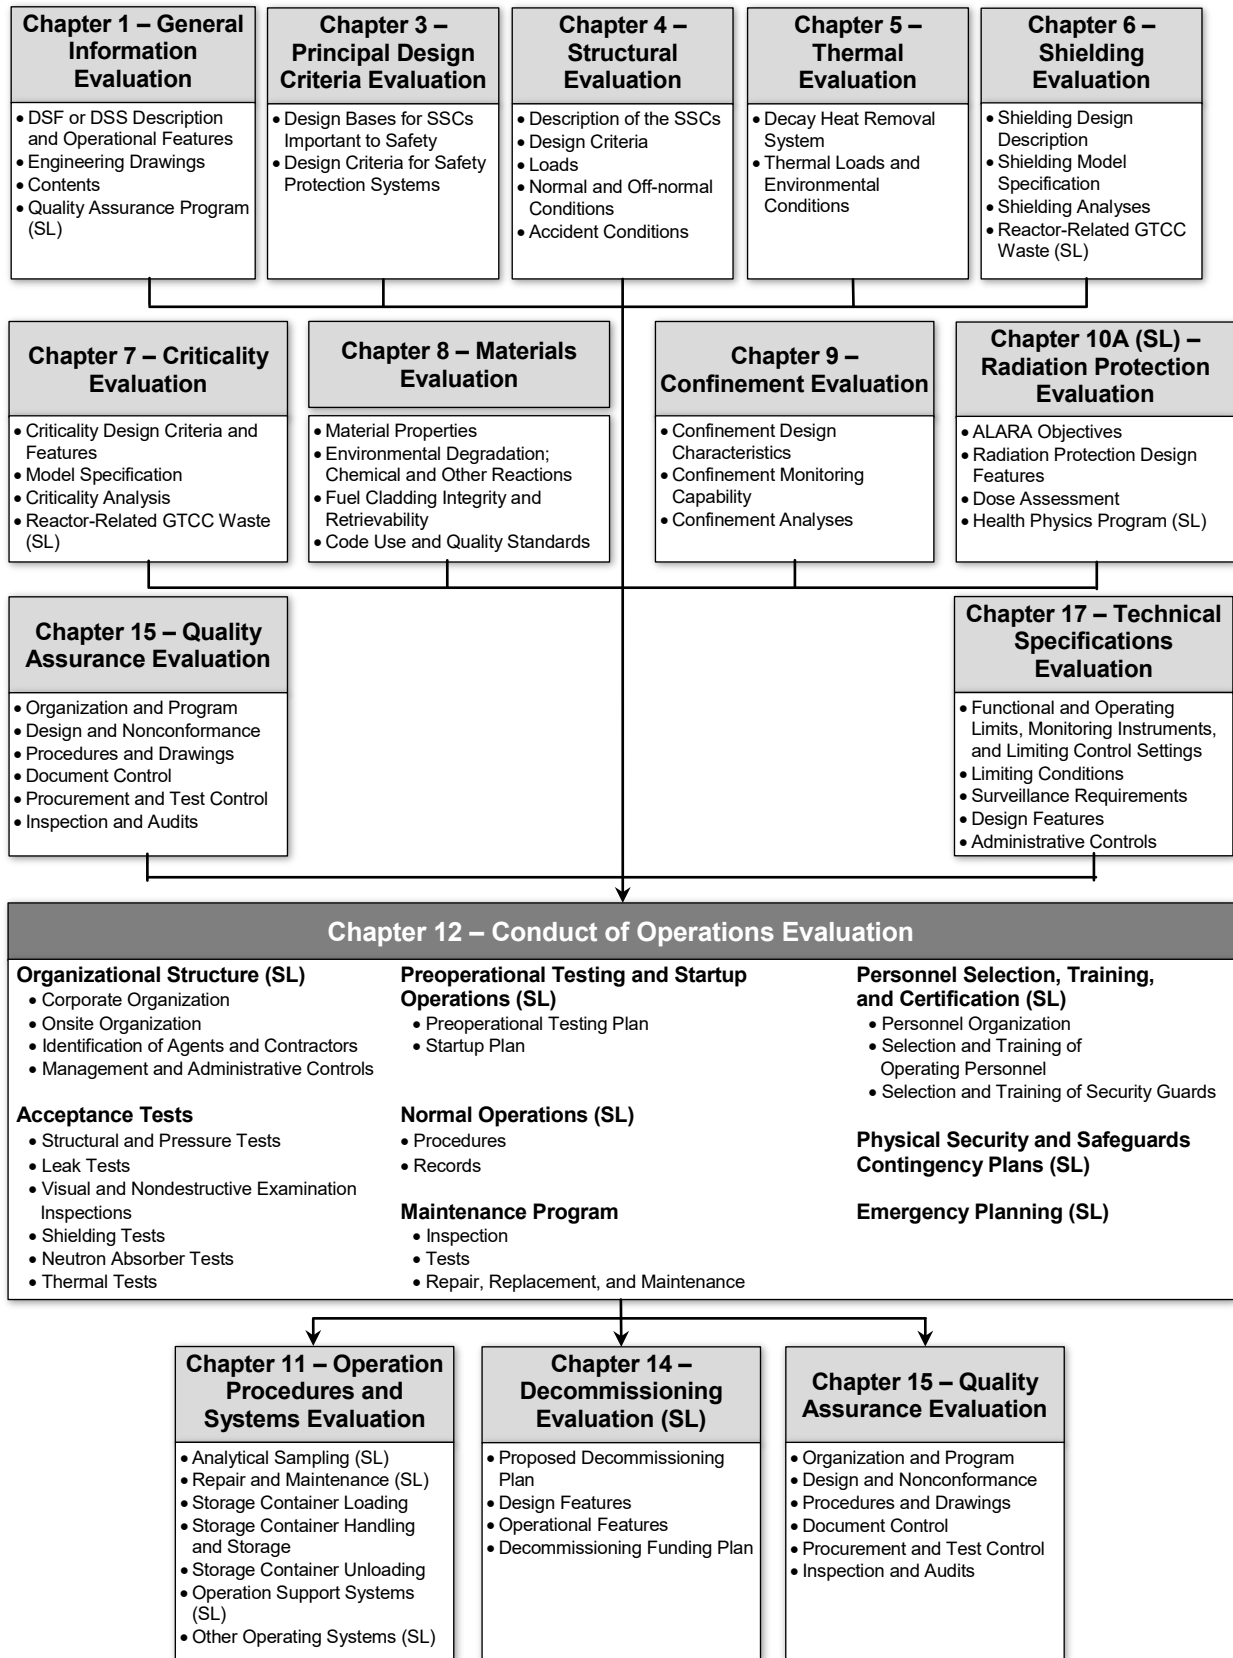 Chapter 1 – General
Information
Evaluation
• DSF or DSS Description
and Operational Features
• Engineering Drawings
• Contents
• Quality Assurance Program
(SL)
Chapter 3 –
Principal Design
Criteria Evaluation
• Design Bases for SSCs
Important to Safety
• Design Criteria for Safety
Protection Systems
Chapter 4 –
Structural
Evaluation
• Description of the SSCs
• Design Criteria
• Loads
• Normal and Off-normal
Conditions
• Accident Conditions
Chapter 5 –
Thermal
Evaluation
• Decay Heat Removal
System
• Thermal Loads and
Environmental
Conditions
Chapter 6 –
Shielding
Evaluation
• Shielding Design
Description
• Shielding Model
Specification
• Shielding Analyses
• Reactor-Related GTCC
Waste (SL)
Chapter 7 – Criticality
Evaluation
• Criticality Design Criteria and
Features
• Model Specification
• Criticality Analysis
• Reactor-Related GTCC Waste
(SL)
Chapter 8 – Materials
Evaluation
• Material Properties
• Environmental Degradation;
Chemical and Other Reactions
• Fuel Cladding Integrity and
Retrievability
• Code Use and Quality Standards
Chapter 9 –
Confinement Evaluation
• Confinement Design
Characteristics
• Confinement Monitoring
Capability
• Confinement Analyses
Chapter 10A (SL) –
Radiation Protection
Evaluation
• ALARA Objectives
• Radiation Protection Design
Features
• Dose Assessment
• Health Physics Program (SL)
Chapter 15 – Quality
Assurance Evaluation
• Organization and Program
• Design and Nonconformance
• Procedures and Drawings
• Document Control
• Procurement and Test Control
• Inspection and Audits
Chapter 17 – Technical
Specifications
Evaluation
• Functional and Operating
Limits, Monitoring Instruments,
and Limiting Control Settings
• Limiting Conditions
• Surveillance Requirements
• Design Features
• Administrative Controls
Chapter 12 – Conduct of Operations Evaluation
Organizational Structure (SL)
• Corporate Organization
• Onsite Organization
• Identification of Agents and Contractors
• Management and Administrative Controls
Acceptance Tests
• Structural and Pressure Tests
• Leak Tests
• Visual and Nondestructive Examination
Inspections
• Shielding Tests
• Neutron Absorber Tests
• Thermal Tests
Preoperational Testing and Startup
Operations (SL)
• Preoperational Testing Plan
• Startup Plan
Normal Operations (SL)
• Procedures
• Records
Maintenance Program
• Inspection
• Tests
• Repair, Replacement, and Maintenance
Personnel Selection, Training,
and Certification (SL)
• Personnel Organization
• Selection and Training of
Operating Personnel
• Selection and Training of Security Guards
Physical Security and Safeguards
Contingency Plans (SL)
Emergency Planning (SL)
Chapter 11 – Operation
Procedures and
Systems Evaluation
• Analytical Sampling (SL)
• Repair and Maintenance (SL)
• Storage Container Loading
• Storage Container Handling
and Storage
• Storage Container Unloading
• Operation Support Systems
(SL)
• Other Operating Systems (SL)
Chapter 14 –
Decommissioning
Evaluation (SL)
• Proposed Decommissioning
Plan
• Design Features
• Operational Features
• Decommissioning Funding Plan
Chapter 15 – Quality
Assurance Evaluation
• Organization and Program
• Design and Nonconformance
• Procedures and Drawings
• Document Control
• Procurement and Test Control
• Inspection and Audits